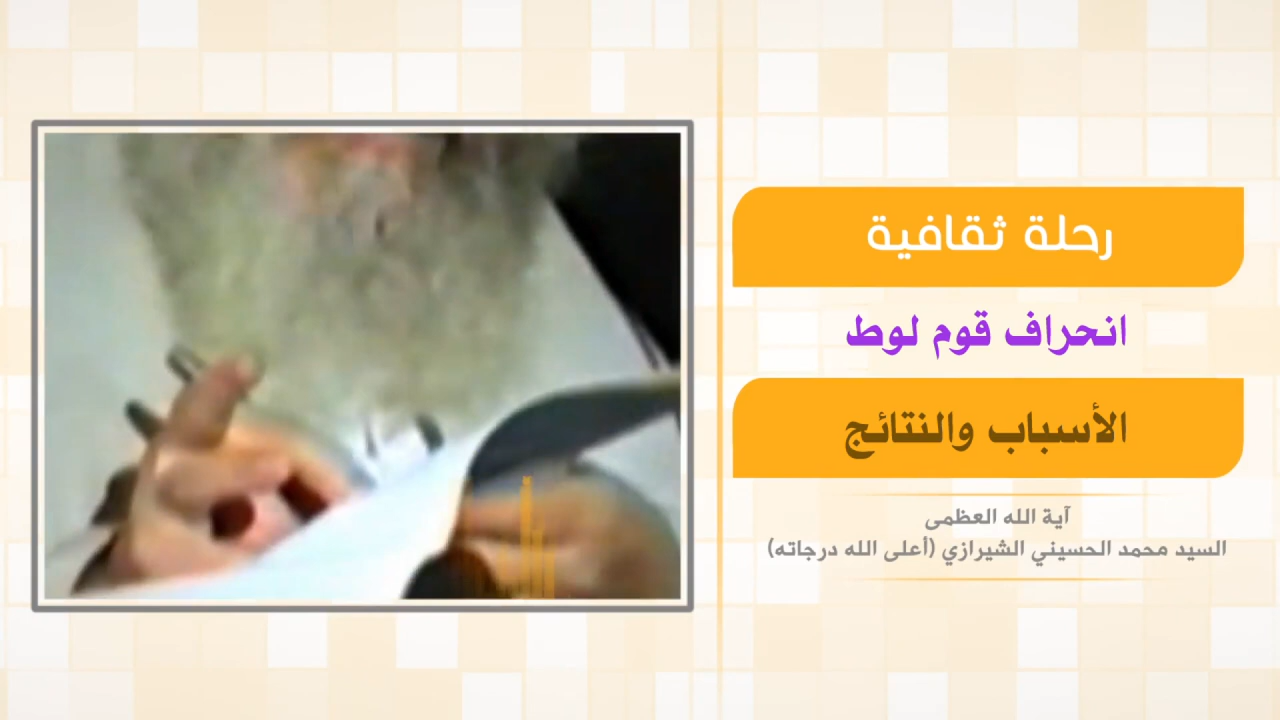 رحلة ثقافية
انحراف قوم لوط
الأسباب والنتائج
آية الله العظمى
السيد محمد الحسيني الشيرازي (أعلى الله درجاته)